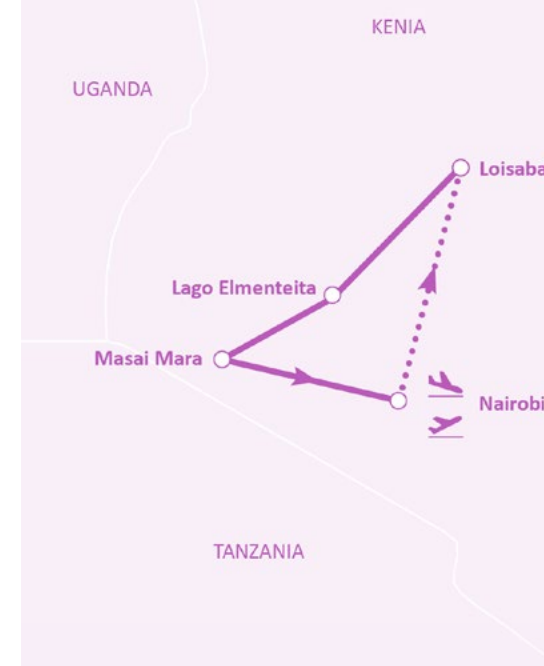 KENIA
UGANDA
Loisaba
Lago Elmenteita
Masai Mara
Nairobi
TANZANIA